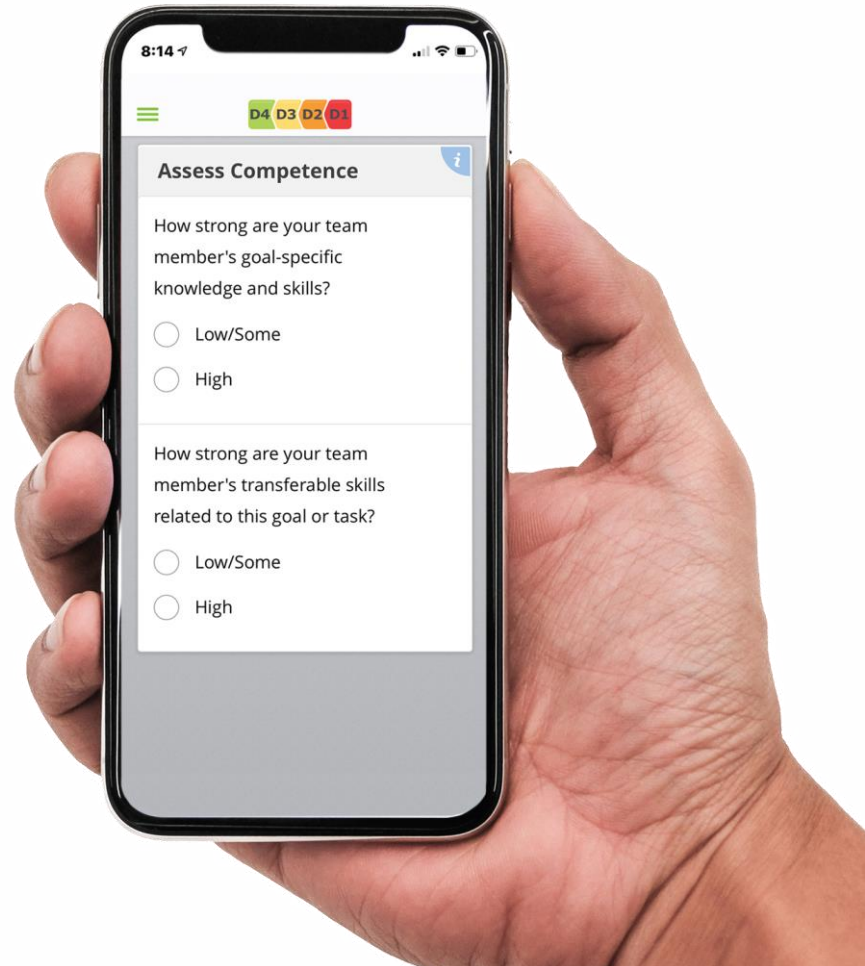 8:14
D4 D3 D2 D1
Assess Competence
i
How strong are your team
member's goal-specific
knowledge and skills?
Low/Some
High
How strong are your team
member's transferable skills
related to this goal or task?
Low/Some
High